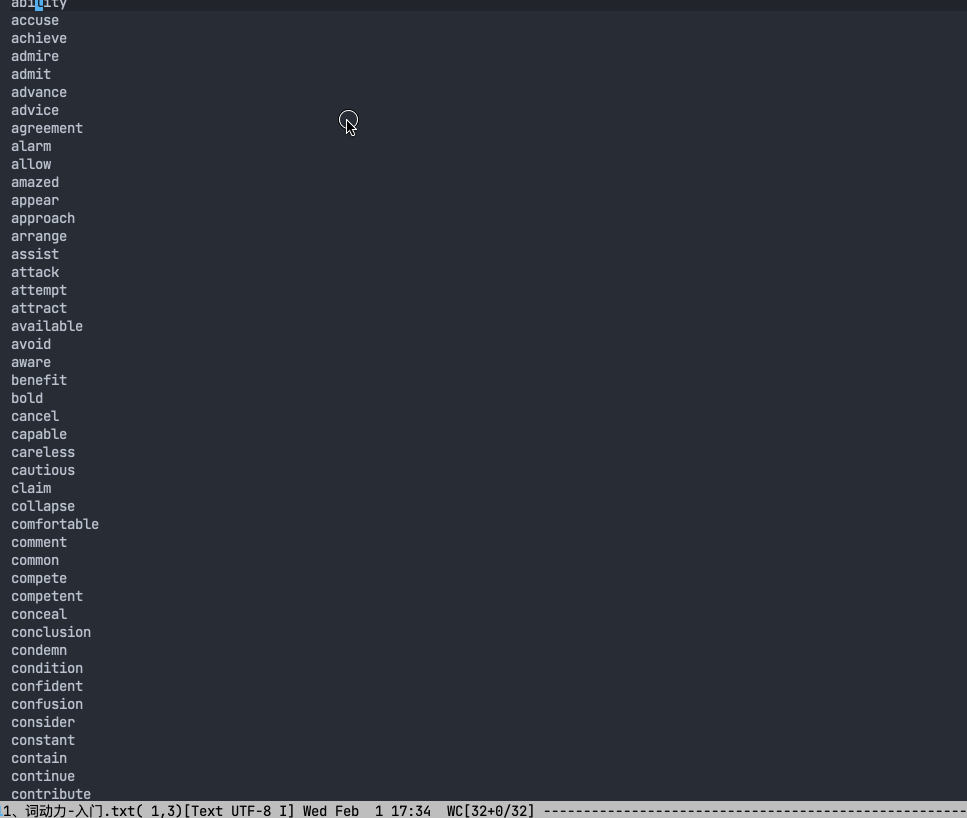 ability
accuse
achieve
admire
admit
advance
advice
agreement
alarm
allow
amazed
appear
approach
arrange
assist
attack
attempt
attract
available
avoid
aware
benefit
bold
cancel
capable
careless
cautious
claim
collapse
comfortable
comment
common
compete
competent
conceal
conclusion
condemn
condition
confident
confusion
consider
constant
contain
continue
contribute
1、词动力-入门.txt( 1,3)[Text UTF-8 I] Wed Feb  1 17:34  WC[32+0/32] -----------------------------------------------------